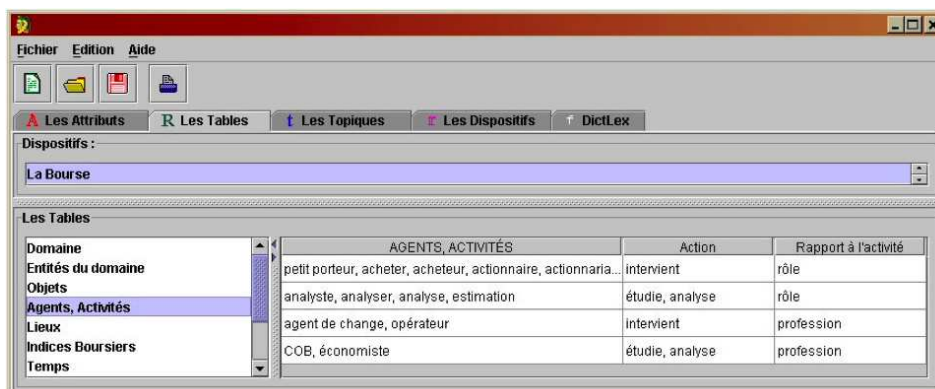 Fichier Edition Aide
A Les Attributs R Les Tables t Les Topiques r Les Dispositifs f DictLex
Dispositifs :
La Bourse
Les Tables
Domaine
Entités du domaine
Objets
Agents, Activités
Lieux
Indices Boursiers
Temps
AGENTS, ACTIVITÉS Action Rapport à l'activité
petit porteur, acheter, acheteur, actionnaire, actionnaria... intervient rôle
analyste, analyser, analyse, estimation étudie, analyse rôle
agent de change, opérateur intervient profession
COB, économiste étudie, analyse profession